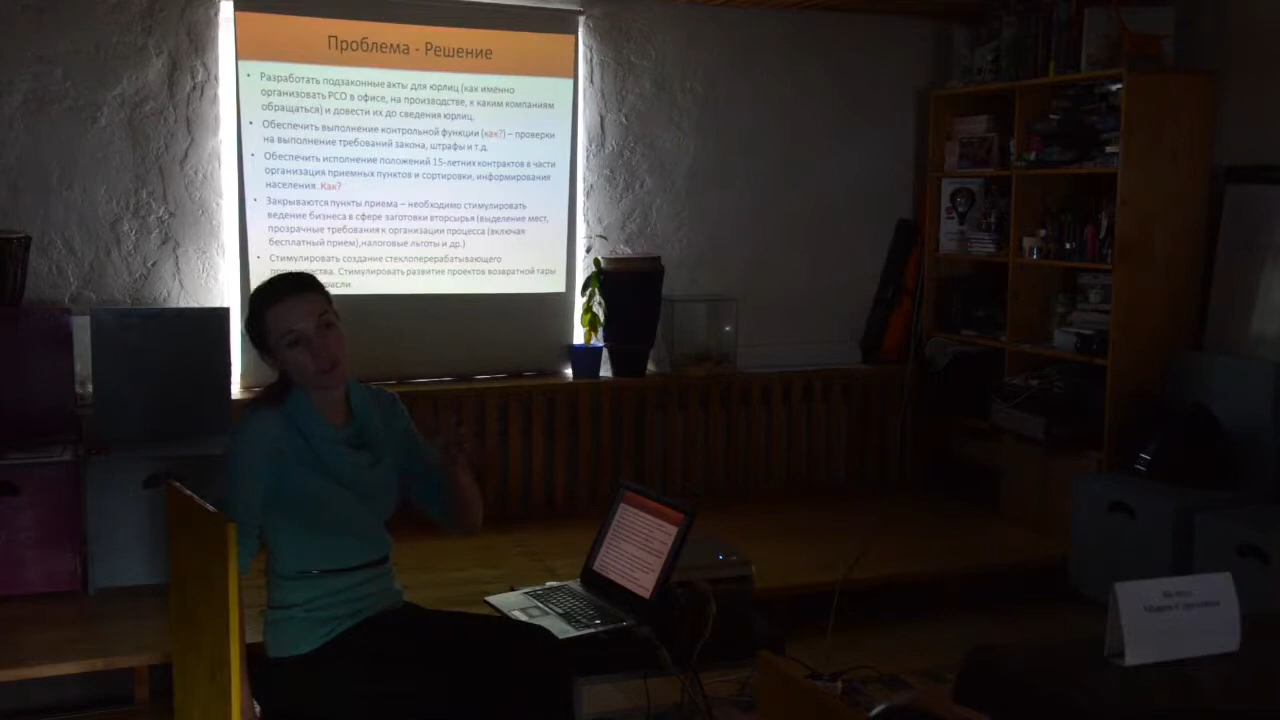 Проблема - Решение
• Разработать подзаконные акты для юрлиц (как именно
организовать РСО в офисе, на производстве, к каким компаниям
обращаться) и довести их до сведения юрлиц.
• Обеспечить выполнение контрольной функции (как?) – проверки
на выполнение требований закона, штрафы и т.д.
• Обеспечить исполнение положений 15-летних контрактов в части
организация приемных пунктов и сортировки, информирования
населения. Как?
• Закрываются пункты приема – необходимо стимулировать
ведение бизнеса в сфере заготовки вторсырья (выделение мест,
прозрачные требования к организации процесса (включая
бесплатный прием),налоговые льготы и др.)
• Стимулировать создание стеклоперерабатывающего
производства. Стимулировать развитие проектов возвратной тары